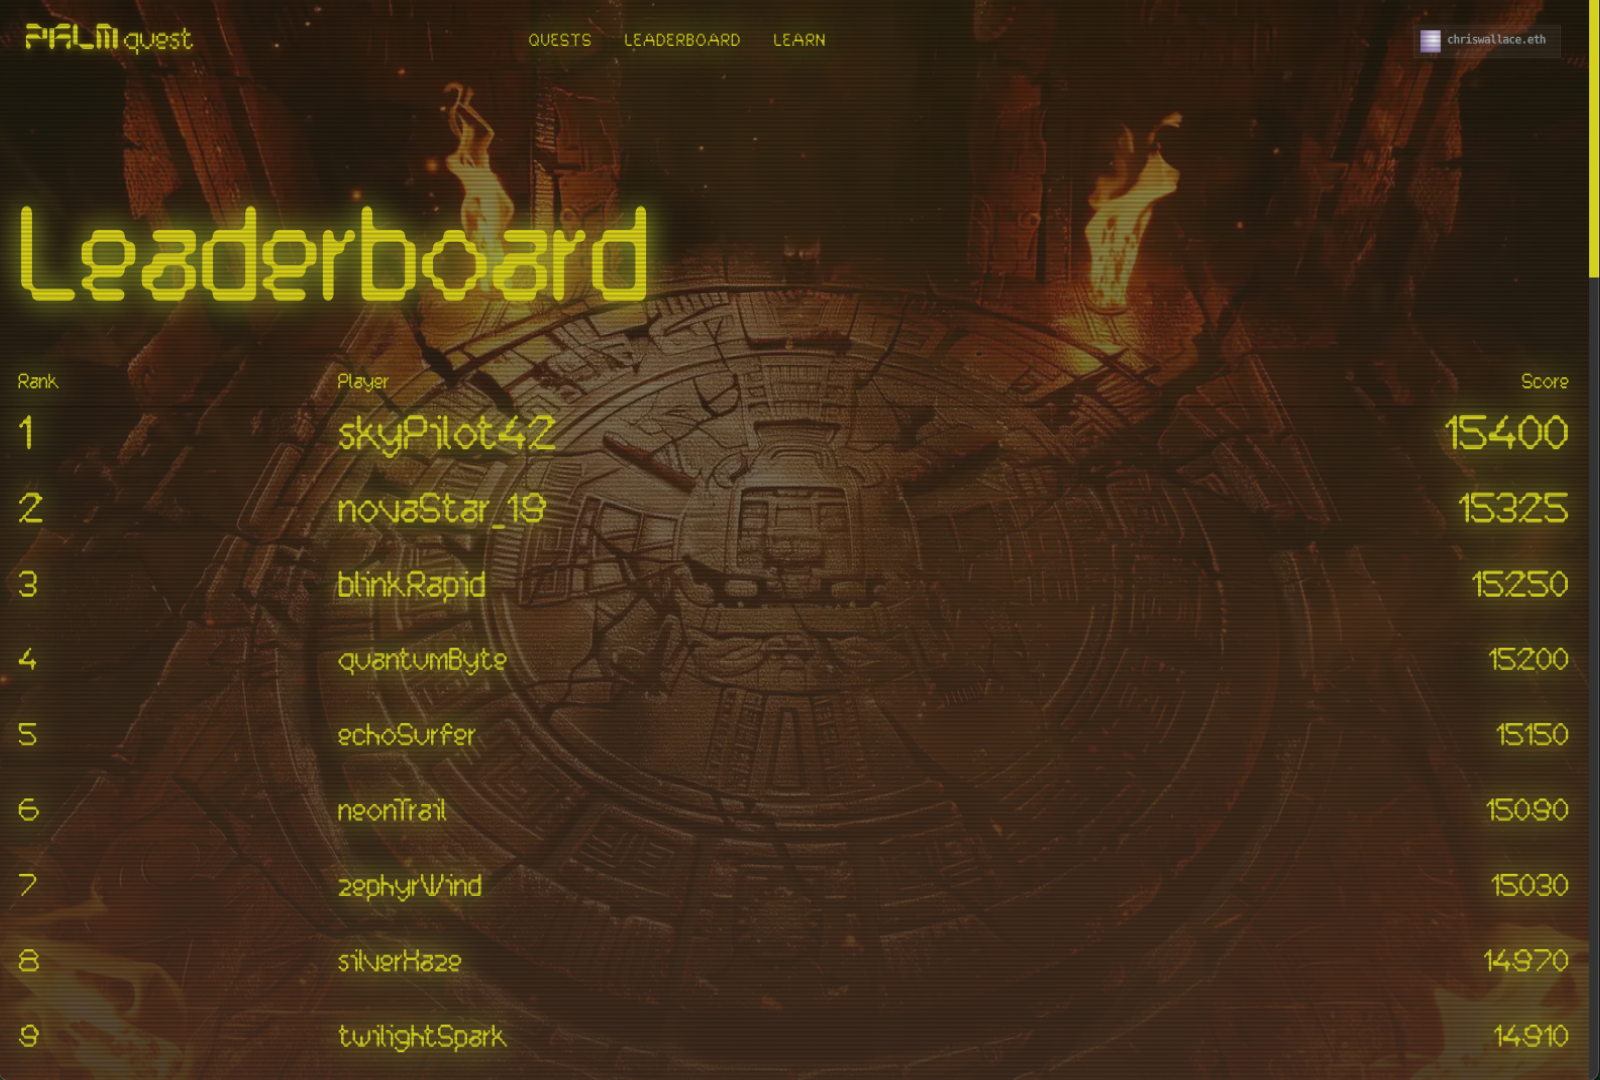 PALM quest QUESTS LEADERBOARD LEARN chriswallace.eth
Leaderboard
Rank Player Score
1 skyPilot42 15400
2 novaStar_19 15325
3 blinkRapid 15250
4 quantumByte 15200
5 echoSurfer 15150
6 neonTrail 15090
7 zephyrWind 15030
8 silverHaze 14970
9 twilightSpark 14910